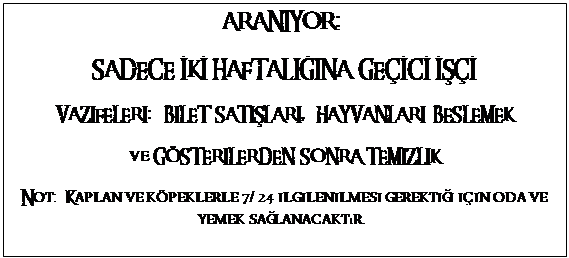 ARANIYOR:
SADECE İKİ HAFTALIĞINA GEÇİCİ İŞÇİ
VAZİFELERİ: BİLET SATIŞLARI, HAYVANLARI BESLEMEK
VE GÖSTERİLERDEN SONRA TEMİZLİK
NOT: KAPLAN VE KÖPEKLERLE 7/ 24 İLGİLENİLMESİ GEREKTİĞİ İÇİN ODA VE
YEMEK SAĞLANACAKTIR.